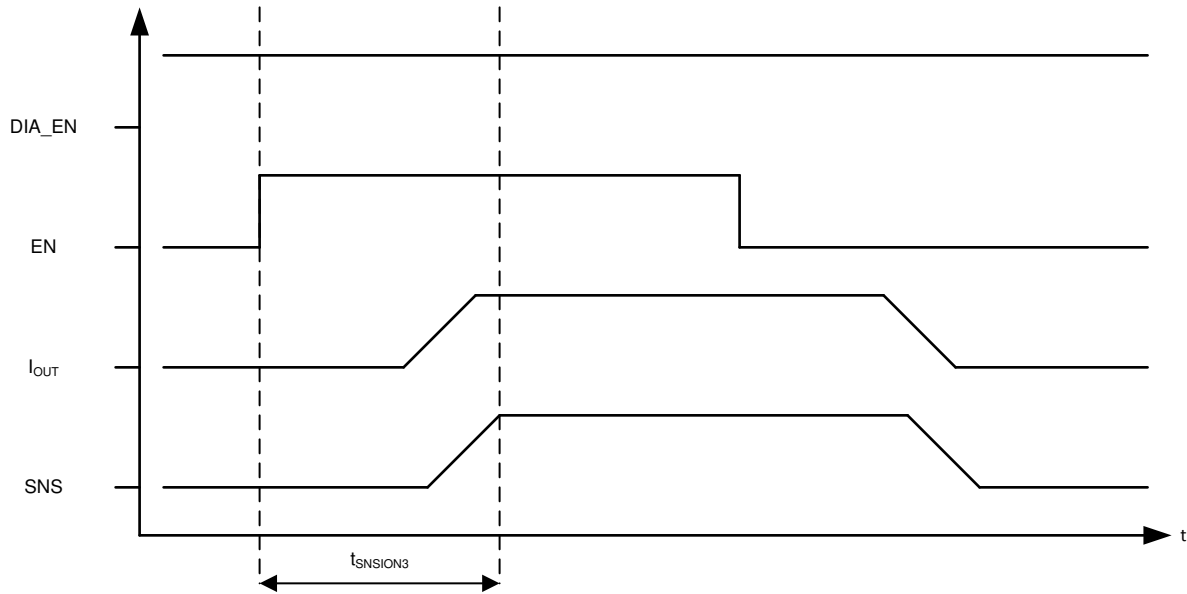 DIA_EN
EN
IOUT
SNS
t
tSNSION3